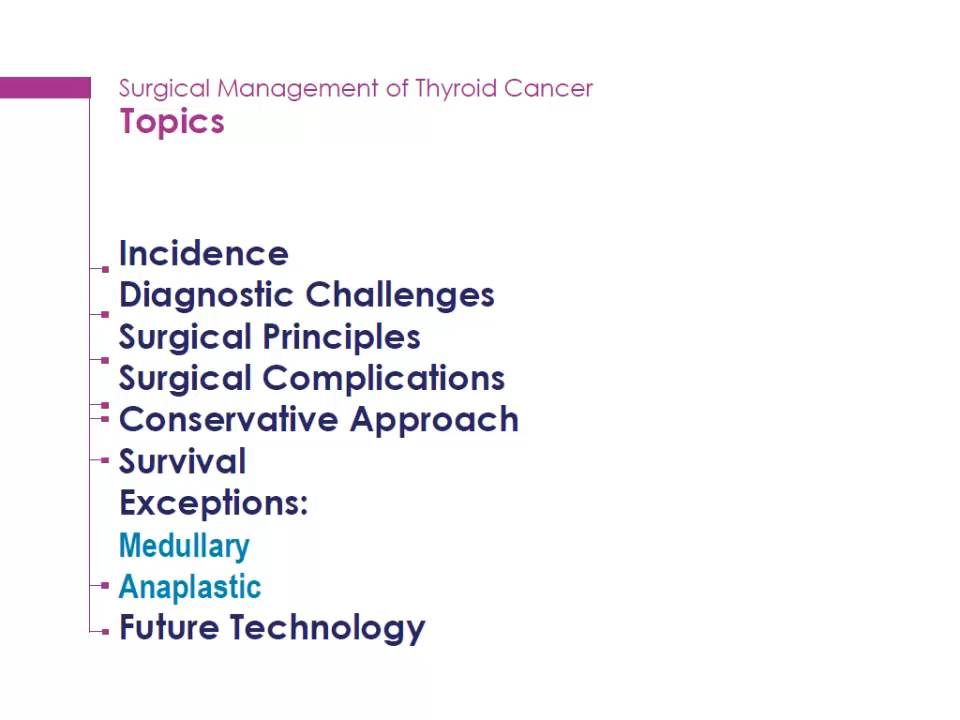 Surgical Management of Thyroid Cancer
Topics
Incidence
Diagnostic Challenges
Surgical Principles
Surgical Complications
Conservative Approach
Survival
Exceptions:
Medullary
Anaplastic
Future Technology